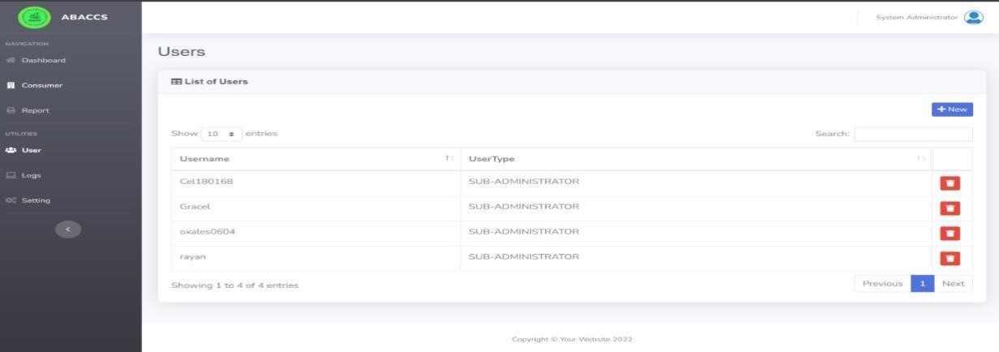 ABACCS
System Administrator
NAVIGATION
Dashboard
Consumer
Report
UTILITIES
User
Logs
Setting
Users
List of Users
New
Show 10 entries
Search:
Username UserType
Cel180168 SUB-ADMINISTRATOR
Gracel SUB-ADMINISTRATOR
oxales0604 SUB-ADMINISTRATOR
rayan SUB-ADMINISTRATOR
Showing 1 to 4 of 4 entries
Previous 1 Next
Copyright © Your Website 2022